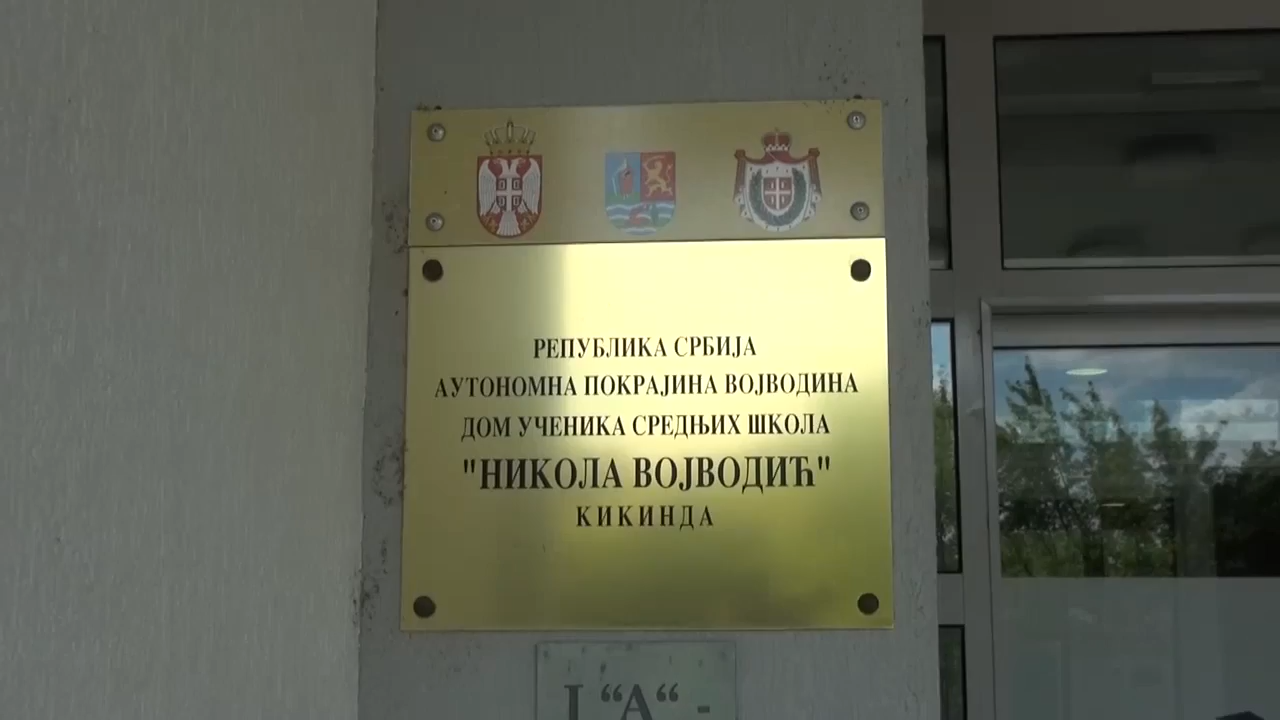 РЕПУБЛИКА СРБИЈА
АУТОНОМНА ПОКРАЈИНА ВОЈВОДИНА
ДОМ УЧЕНИКА СРЕДЊИХ ШКОЛА
"НИКОЛА ВОЈВОДИЋ"
КИКИНДА
Ј “А“ -